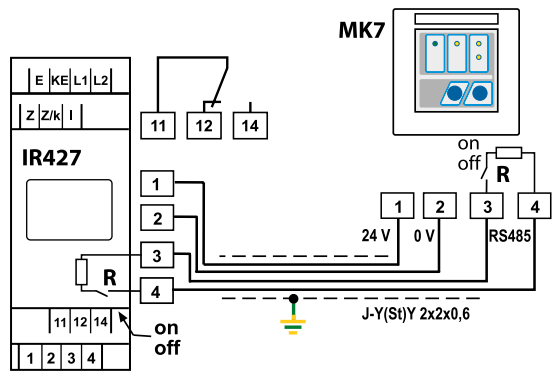 MK7
E KE L1 L2
Z Z/k I
11 12 14
on
off
IR427
R
1
1 2 3 4
2
24 V 0 V RS485
3
R
4
J-Y(St)Y 2x2x0,6
11 12 14
on
off
1 2 3 4